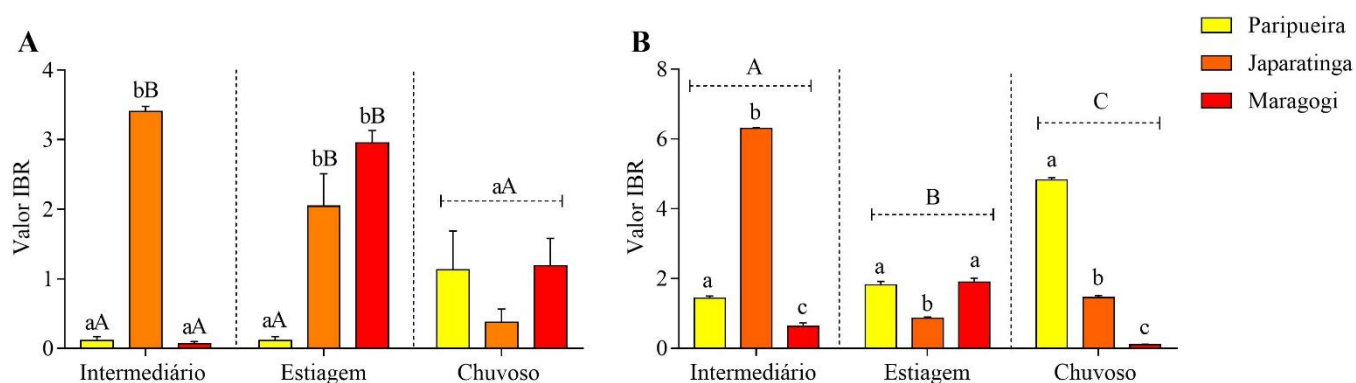 A
Valor IBR
4
3
2
1
0
aA
bB
aA
aA
bB
bB
aA
Intermediário
Estiagem
Chuvoso
B
Valor IBR
8
6
4
2
0
A
a
b
c
B
a
b
a
C
a
b
c
Intermediário
Estiagem
Chuvoso
Paripueira
Japaratinga
Maragogi